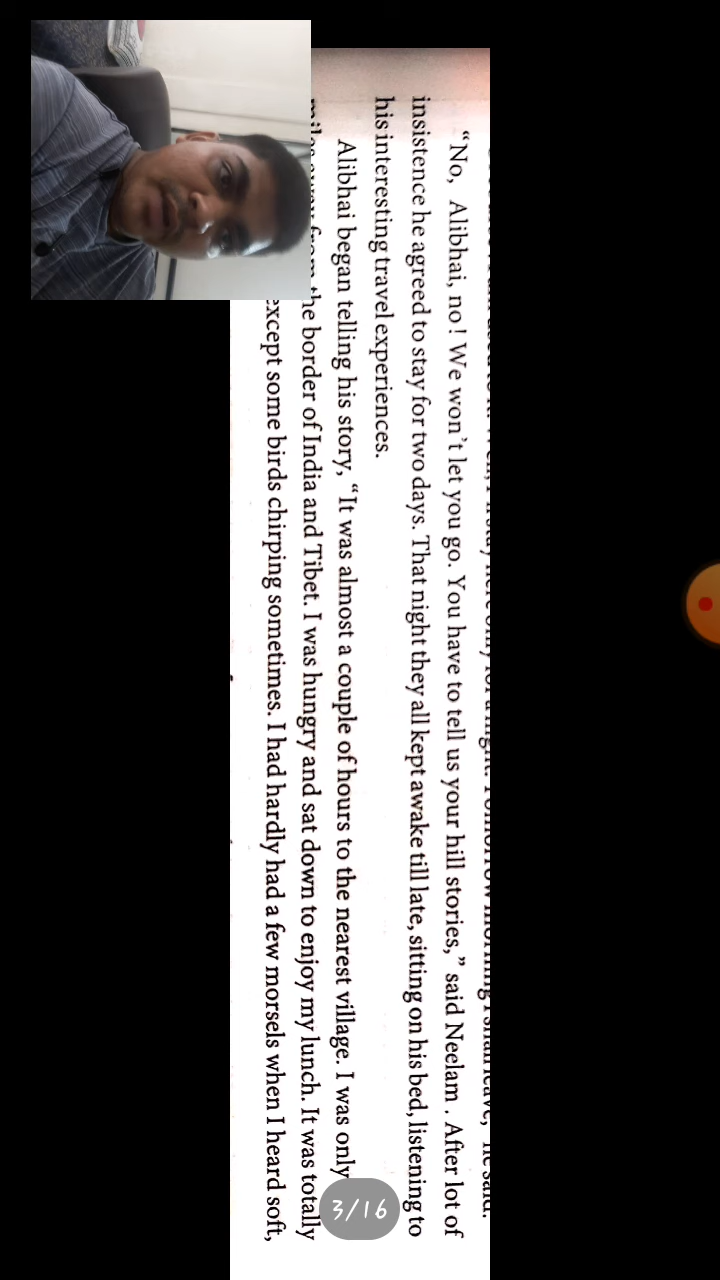 morning I shall leave," he said.
"No, Alibhai, no! We won't let you go. You have to tell us your hill stories," said Neelam . After lot of
insistence he agreed to stay for two days. That night they all kept awake till late, sitting on his bed, listening to
his interesting travel experiences.
Alibhai began telling his story, "It was almost a couple of hours to the nearest village. I was only
the border of India and Tibet. I was hungry and sat down to enjoy my lunch. It was totally
except some birds chirping sometimes. I had hardly had a few morsels when I heard soft,
3/16